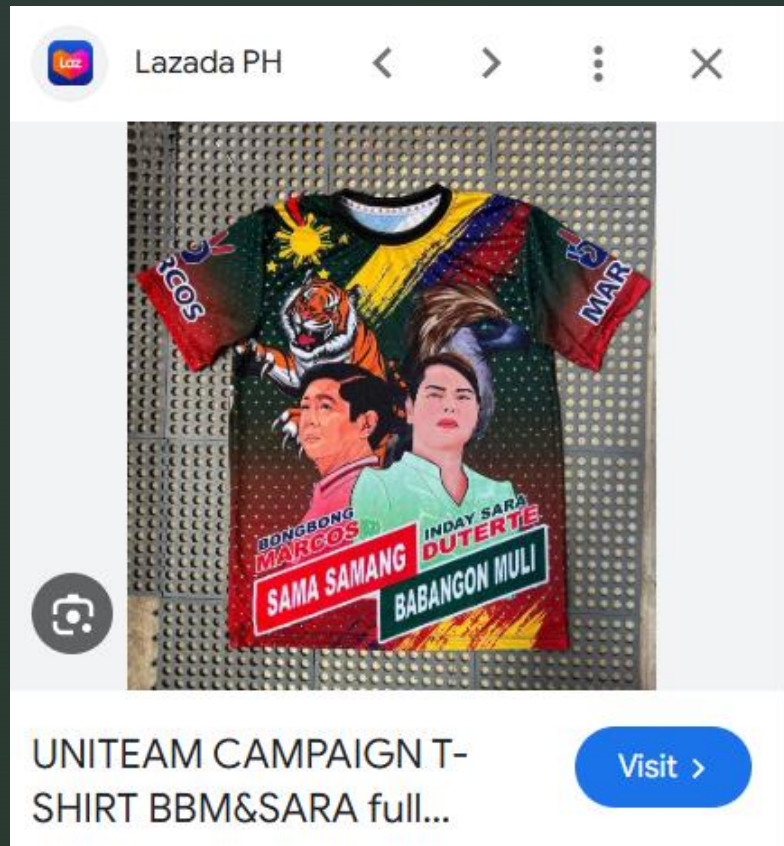 Laz
Lazada PH
RCOS
MAR
BONGBONG
MARCOS
INDAY SARA
DUTERTE
SAMA SAMANG
BABANGON MULI
UNITEAM CAMPAIGN T-
SHIRT BBM&SARA full...
Visit